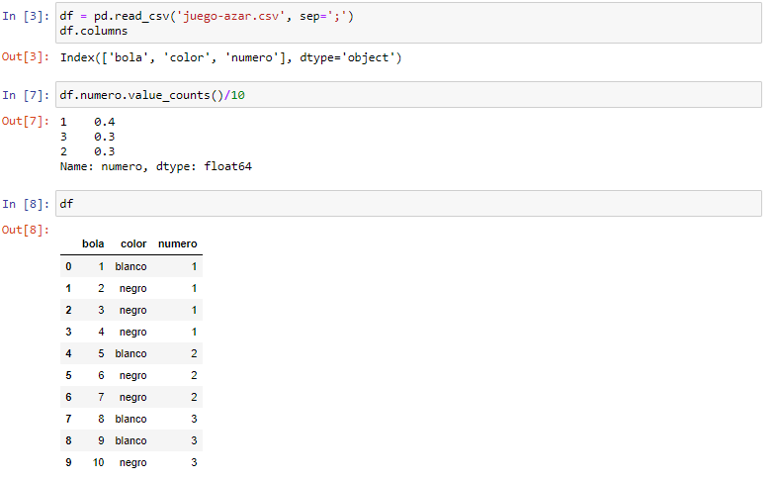 In [3]: df = pd.read_csv('juego-azar.csv', sep=';')
df.columns
Out[3]: Index(['bola', 'color', 'numero'], dtype='object')
In [7]: df.numero.value_counts()/10
Out[7]: 1    0.4
3    0.3
2    0.3
Name: numero, dtype: float64
In [8]: df
Out[8]:
bola color numero
0 1 blanco 1
1 2 negro 1
2 3 negro 1
3 4 negro 1
4 5 blanco 2
5 6 negro 2
6 7 negro 2
7 8 blanco 3
8 9 blanco 3
9 10 negro 3